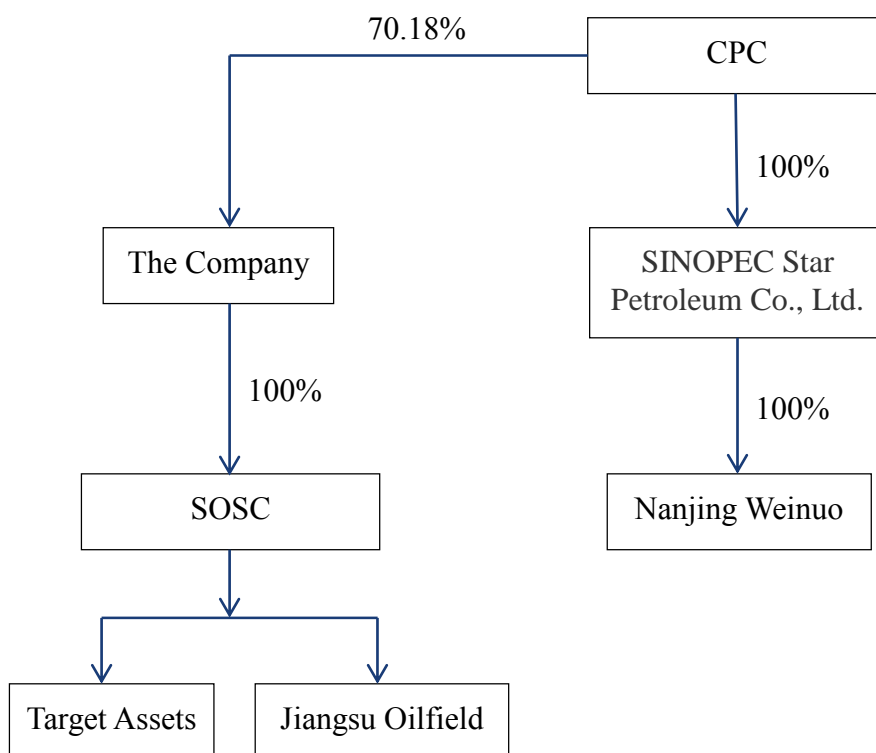 70.18%
CPC
100%
The Company
SINOPEC Star
Petroleum Co., Ltd.
100%
100%
SOSC
Nanjing Weinuo
Target Assets
Jiangsu Oilfield